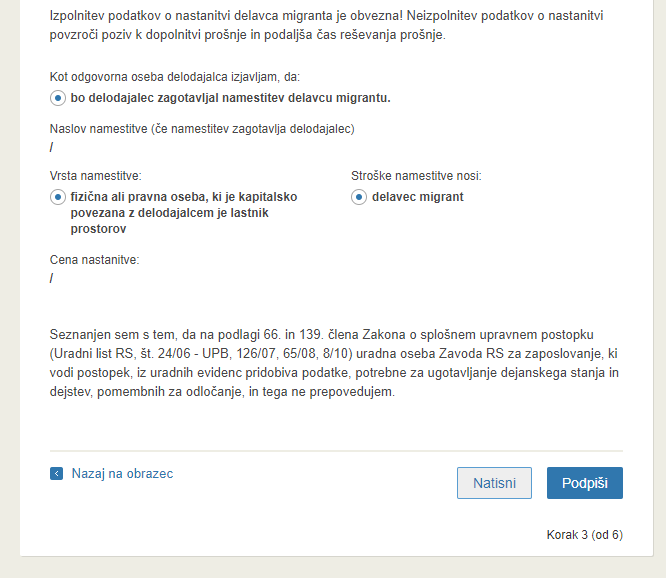 Izpolnitev podatkov o nastanitvi delavca migranta je obvezna! Neizpolnitev podatkov o nastanitvi
povzroči poziv k dopolnitvi prošnje in podaljša čas reševanja prošnje.
Kot odgovorna oseba delodajalca izjavljam, da:
bo delodajalec zagotavljal namestitev delavcu migrantu.
Naslov namestitve (če namestitev zagotavlja delodajalec)
/
Vrsta namestitve:
fizična ali pravna oseba, ki je kapitalsko
povezana z delodajalcem je lastnik
prostorov
Stroške namestitve nosi:
delavec migrant
Cena nastanitve:
/
Seznanjen sem s tem, da na podlagi 66. in 139. člena Zakona o splošnem upravnem postopku
(Uradni list RS, št. 24/06 - UPB, 126/07, 65/08, 8/10) uradna oseba Zavoda RS za zaposlovanje, ki
vodi postopek, iz uradnih evidenc pridobiva podatke, potrebne za ugotavljanje dejanskega stanja in
dejstev, pomembnih za odločanje, in tega ne prepovedujem.
Nazaj na obrazec
Natisni
Podpiši
Korak 3 (od 6)